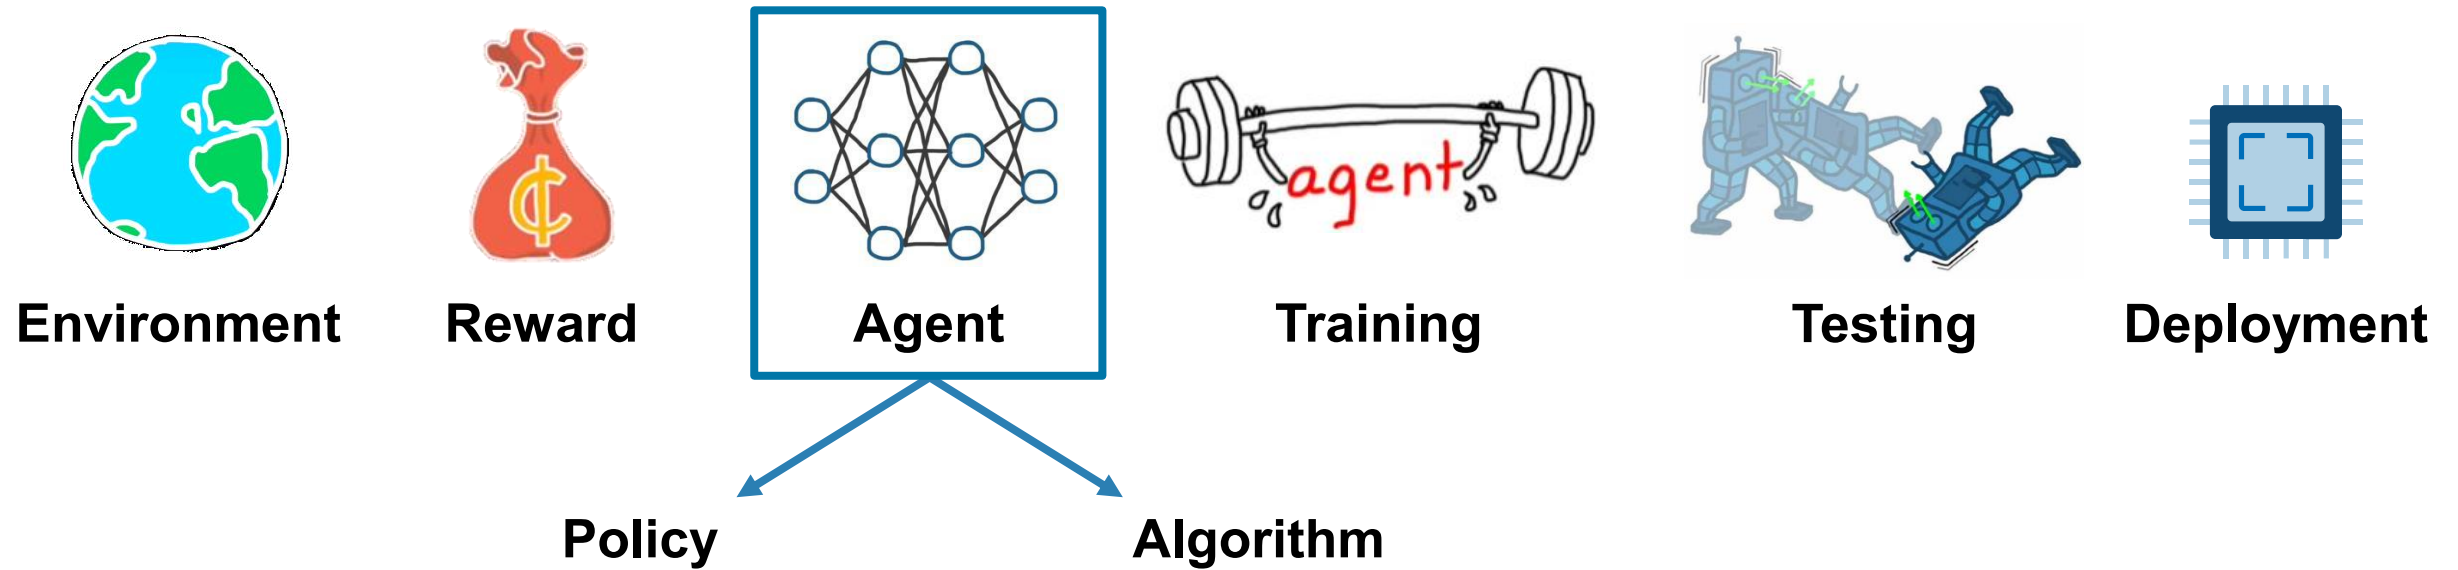 ₵
agent
Environment
Reward
Agent
Training
Testing
Deployment
Policy
Algorithm